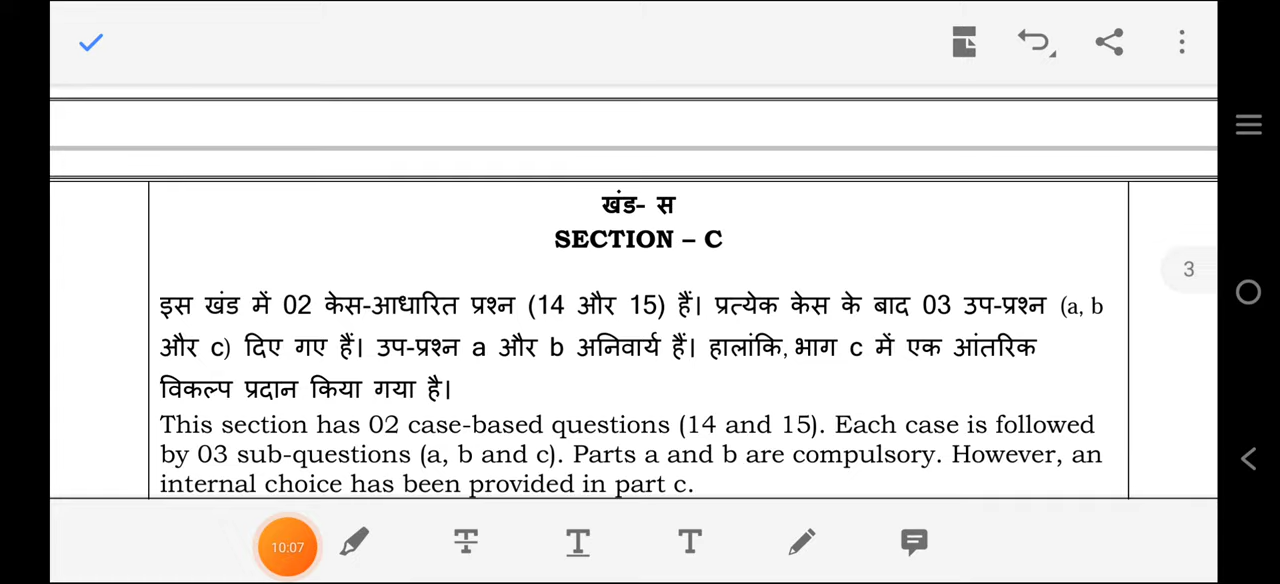 खंड- स
SECTION – C
3
इस खंड में 02 केस-आधारित प्रश्न (14 और 15) हैं। प्रत्येक केस के बाद 03 उप-प्रश्न (a, b
और c) दिए गए हैं। उप-प्रश्न a और b अनिवार्य हैं। हालांकि, भाग c में एक आंतरिक
विकल्प प्रदान किया गया है।
This section has 02 case-based questions (14 and 15). Each case is followed
by 03 sub-questions (a, b and c). Parts a and b are compulsory. However, an
internal choice has been provided in part c.
10:07